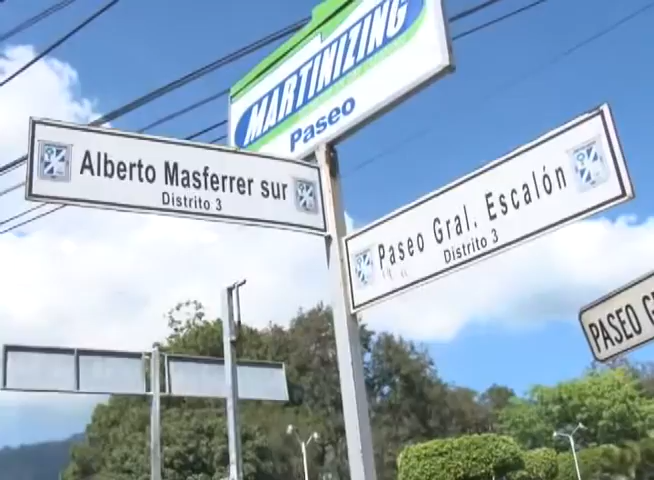 MARTINIZING
Paseo
Alberto Masferrer sur
Distrito 3
Paseo Gral. Escalón
Distrito 3
PASEO